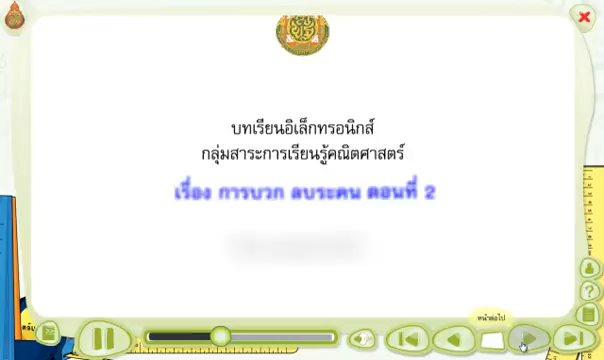 บทเรียนอิเล็กทรอนิกส์
กลุ่มสาระการเรียนรู้คณิตศาสตร์
เรื่อง การบวก ลบระคน ตอนที่ 2
หน้าต่อไป